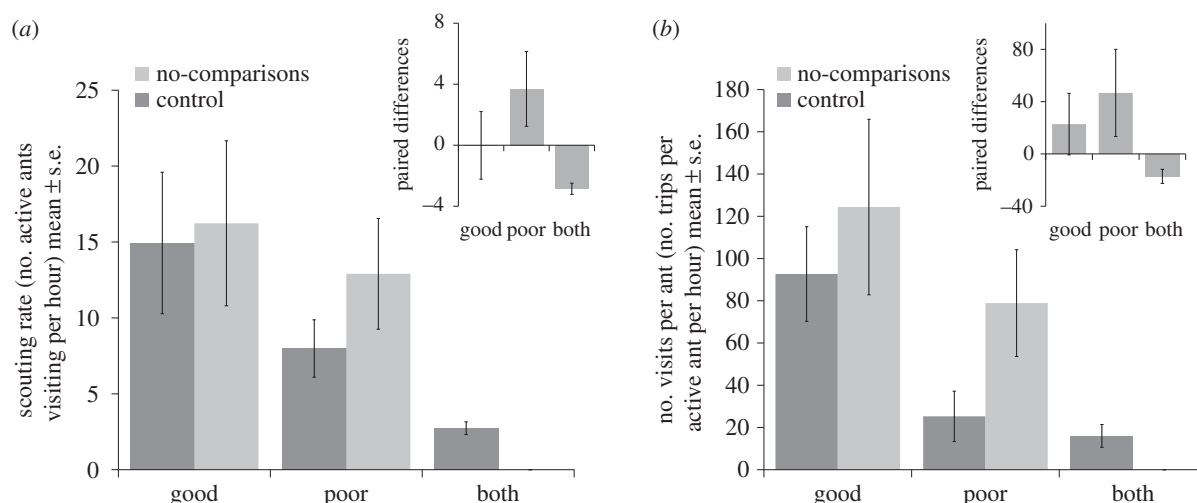 (a)
no-comparisons
control
scouting rate (no. active ants
visiting per hour) mean ± s.e.
25
20
15
10
5
0
good
poor
both
paired differences
8
4
0
–4
good poor both
(b)
no-comparisons
control
no. visits per ant (no. trips per
active ant per hour) mean ± s.e.
180
160
140
120
100
80
60
40
20
0
good
poor
both
paired differences
80
40
0
–40
good poor both